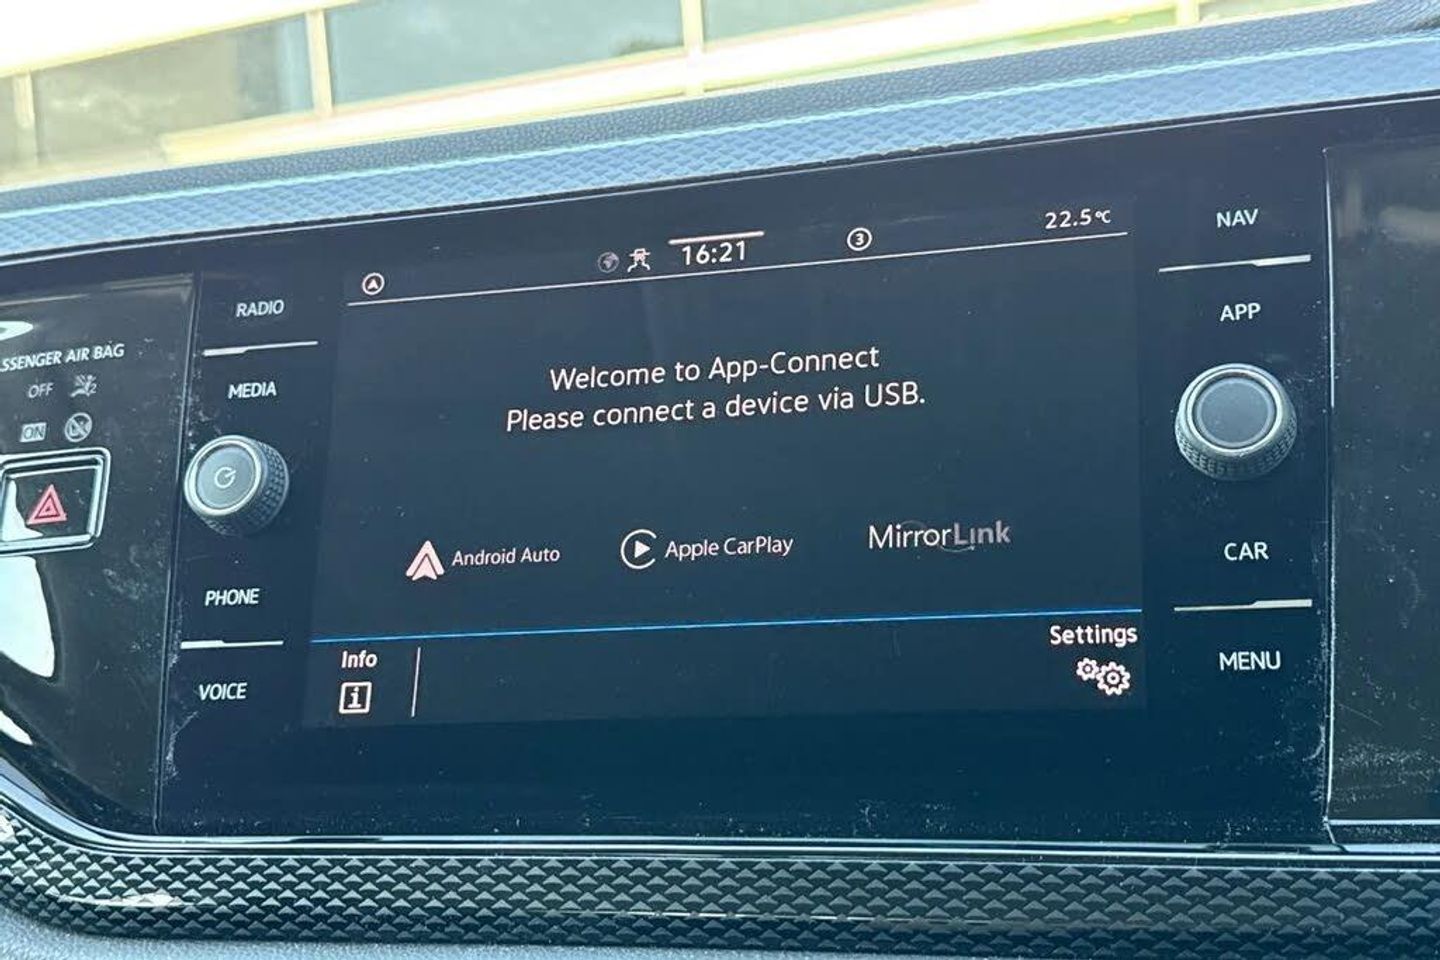 16:21
3
22.5°C
NAV
RADIO
APP
SSENGER AIR BAG
OFF
ON
MEDIA
Welcome to App-Connect
Please connect a device via USB.
Android Auto
Apple CarPlay
MirrorLink
PHONE
CAR
VOICE
Info
Settings
MENU